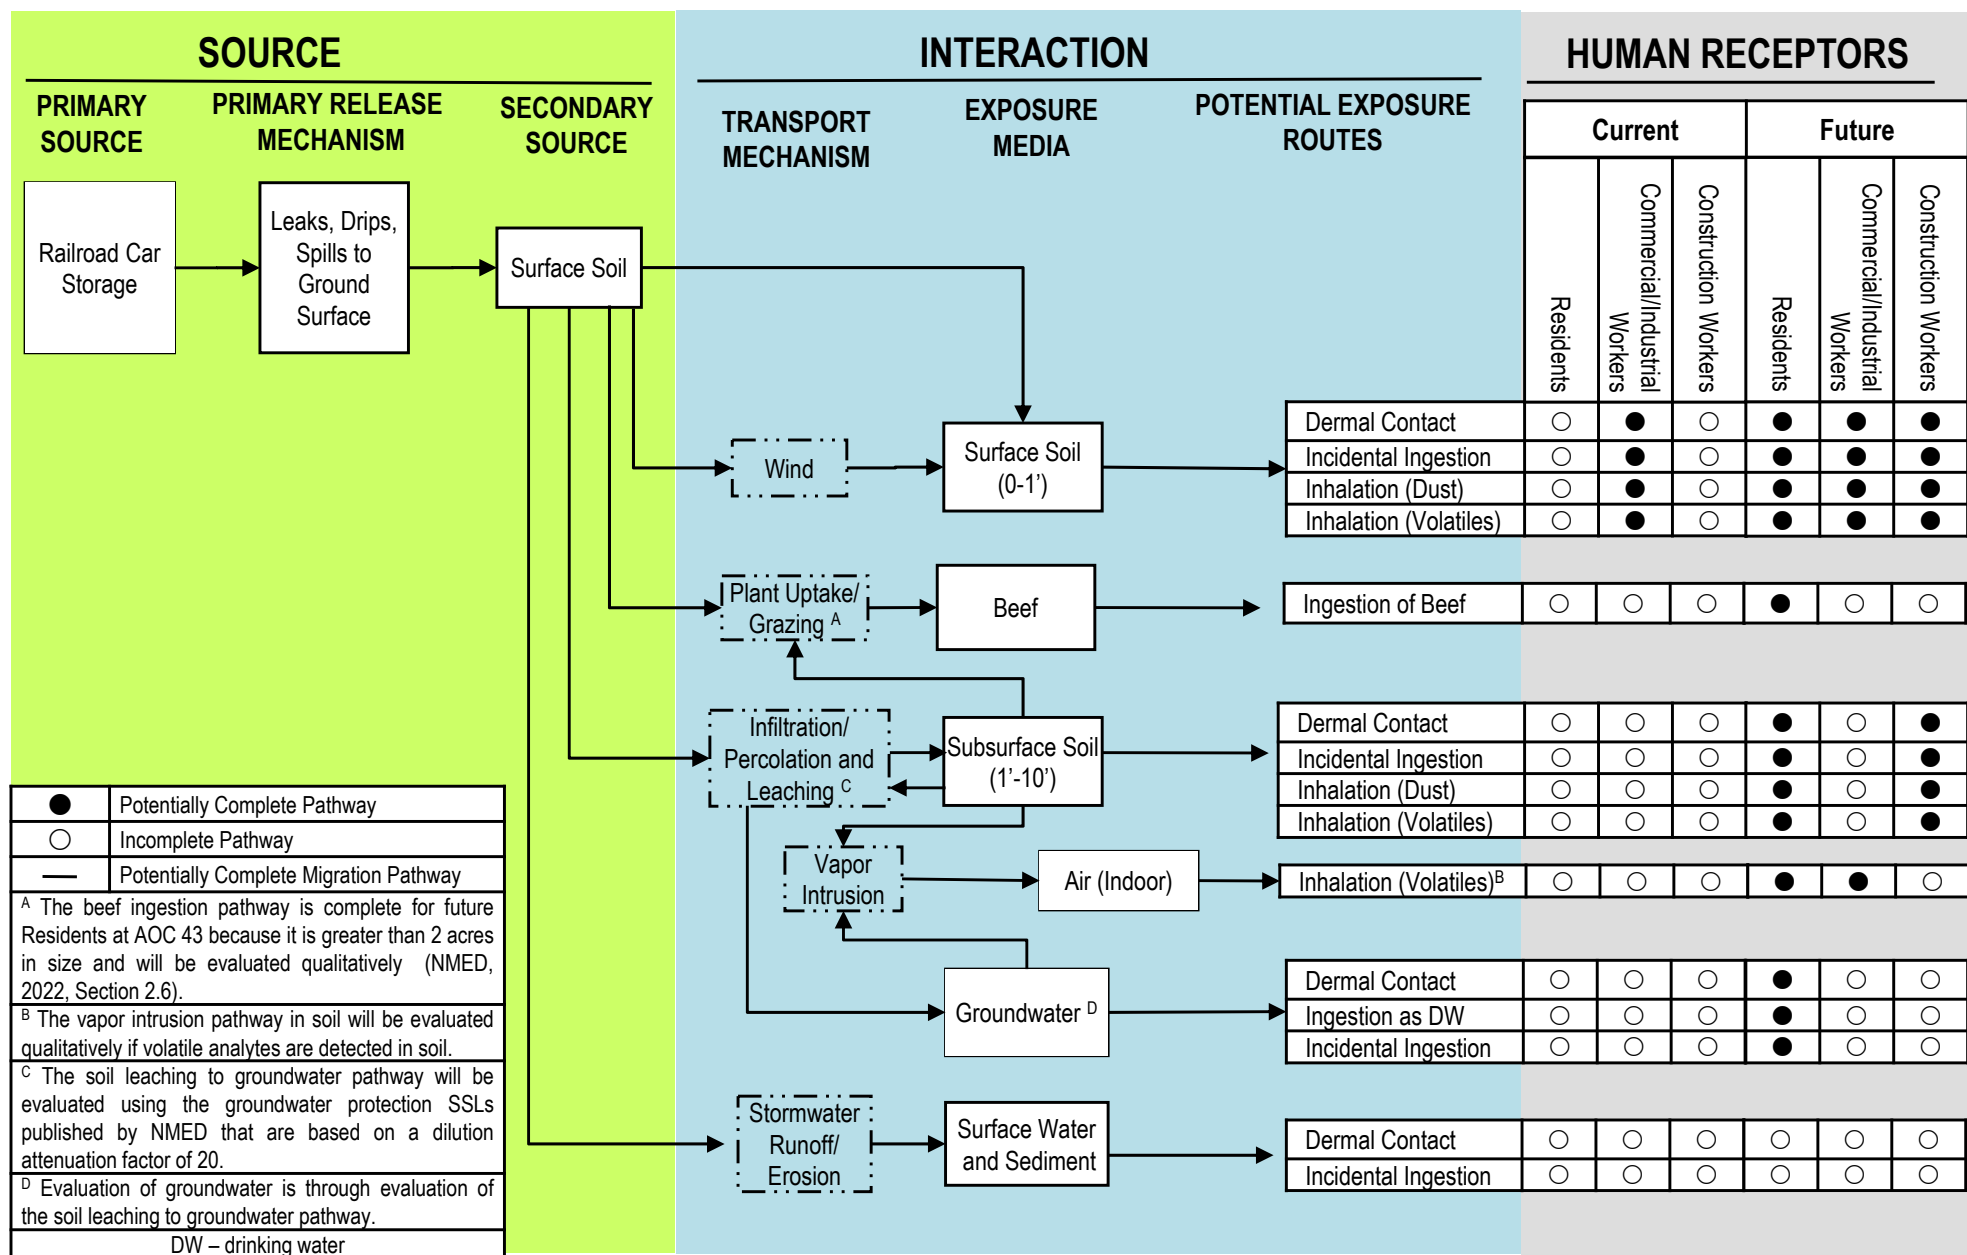 SOURCE
INTERACTION
HUMAN RECEPTORS
PRIMARY
SOURCE
PRIMARY RELEASE
MECHANISM
SECONDARY
SOURCE
TRANSPORT
MECHANISM
EXPOSURE
MEDIA
POTENTIAL EXPOSURE
ROUTES
Current
Future
Residents
Commercial/Industrial
Workers
Construction Workers
Residents
Commercial/Industrial
Workers
Construction Workers
Railroad Car
Storage
Leaks, Drips,
Spills to
Ground
Surface
Surface Soil
Wind
Surface Soil
(0-1’)
Dermal Contact
Incidental Ingestion
Inhalation (Dust)
Inhalation (Volatiles)
Plant Uptake/
Grazing A
Beef
Ingestion of Beef
Infiltration/
Percolation and
Leaching C
Subsurface Soil
(1’-10’)
Dermal Contact
Incidental Ingestion
Inhalation (Dust)
Inhalation (Volatiles)
Vapor
Intrusion
Air (Indoor)
Inhalation (Volatiles)B
Groundwater D
Dermal Contact
Ingestion as DW
Incidental Ingestion
Stormwater
Runoff/
Erosion
Surface Water
and Sediment
Dermal Contact
Incidental Ingestion
Potentially Complete Pathway
Incomplete Pathway
Potentially Complete Migration Pathway
A The beef ingestion pathway is complete for future
Residents at AOC 43 because it is greater than 2 acres
in size and will be evaluated qualitatively (NMED,
2022, Section 2.6).
B The vapor intrusion pathway in soil will be evaluated
qualitatively if volatile analytes are detected in soil.
C The soil leaching to groundwater pathway will be
evaluated using the groundwater protection SSLs
published by NMED that are based on a dilution
attenuation factor of 20.
D Evaluation of groundwater is through evaluation of
the soil leaching to groundwater pathway.
DW – drinking water